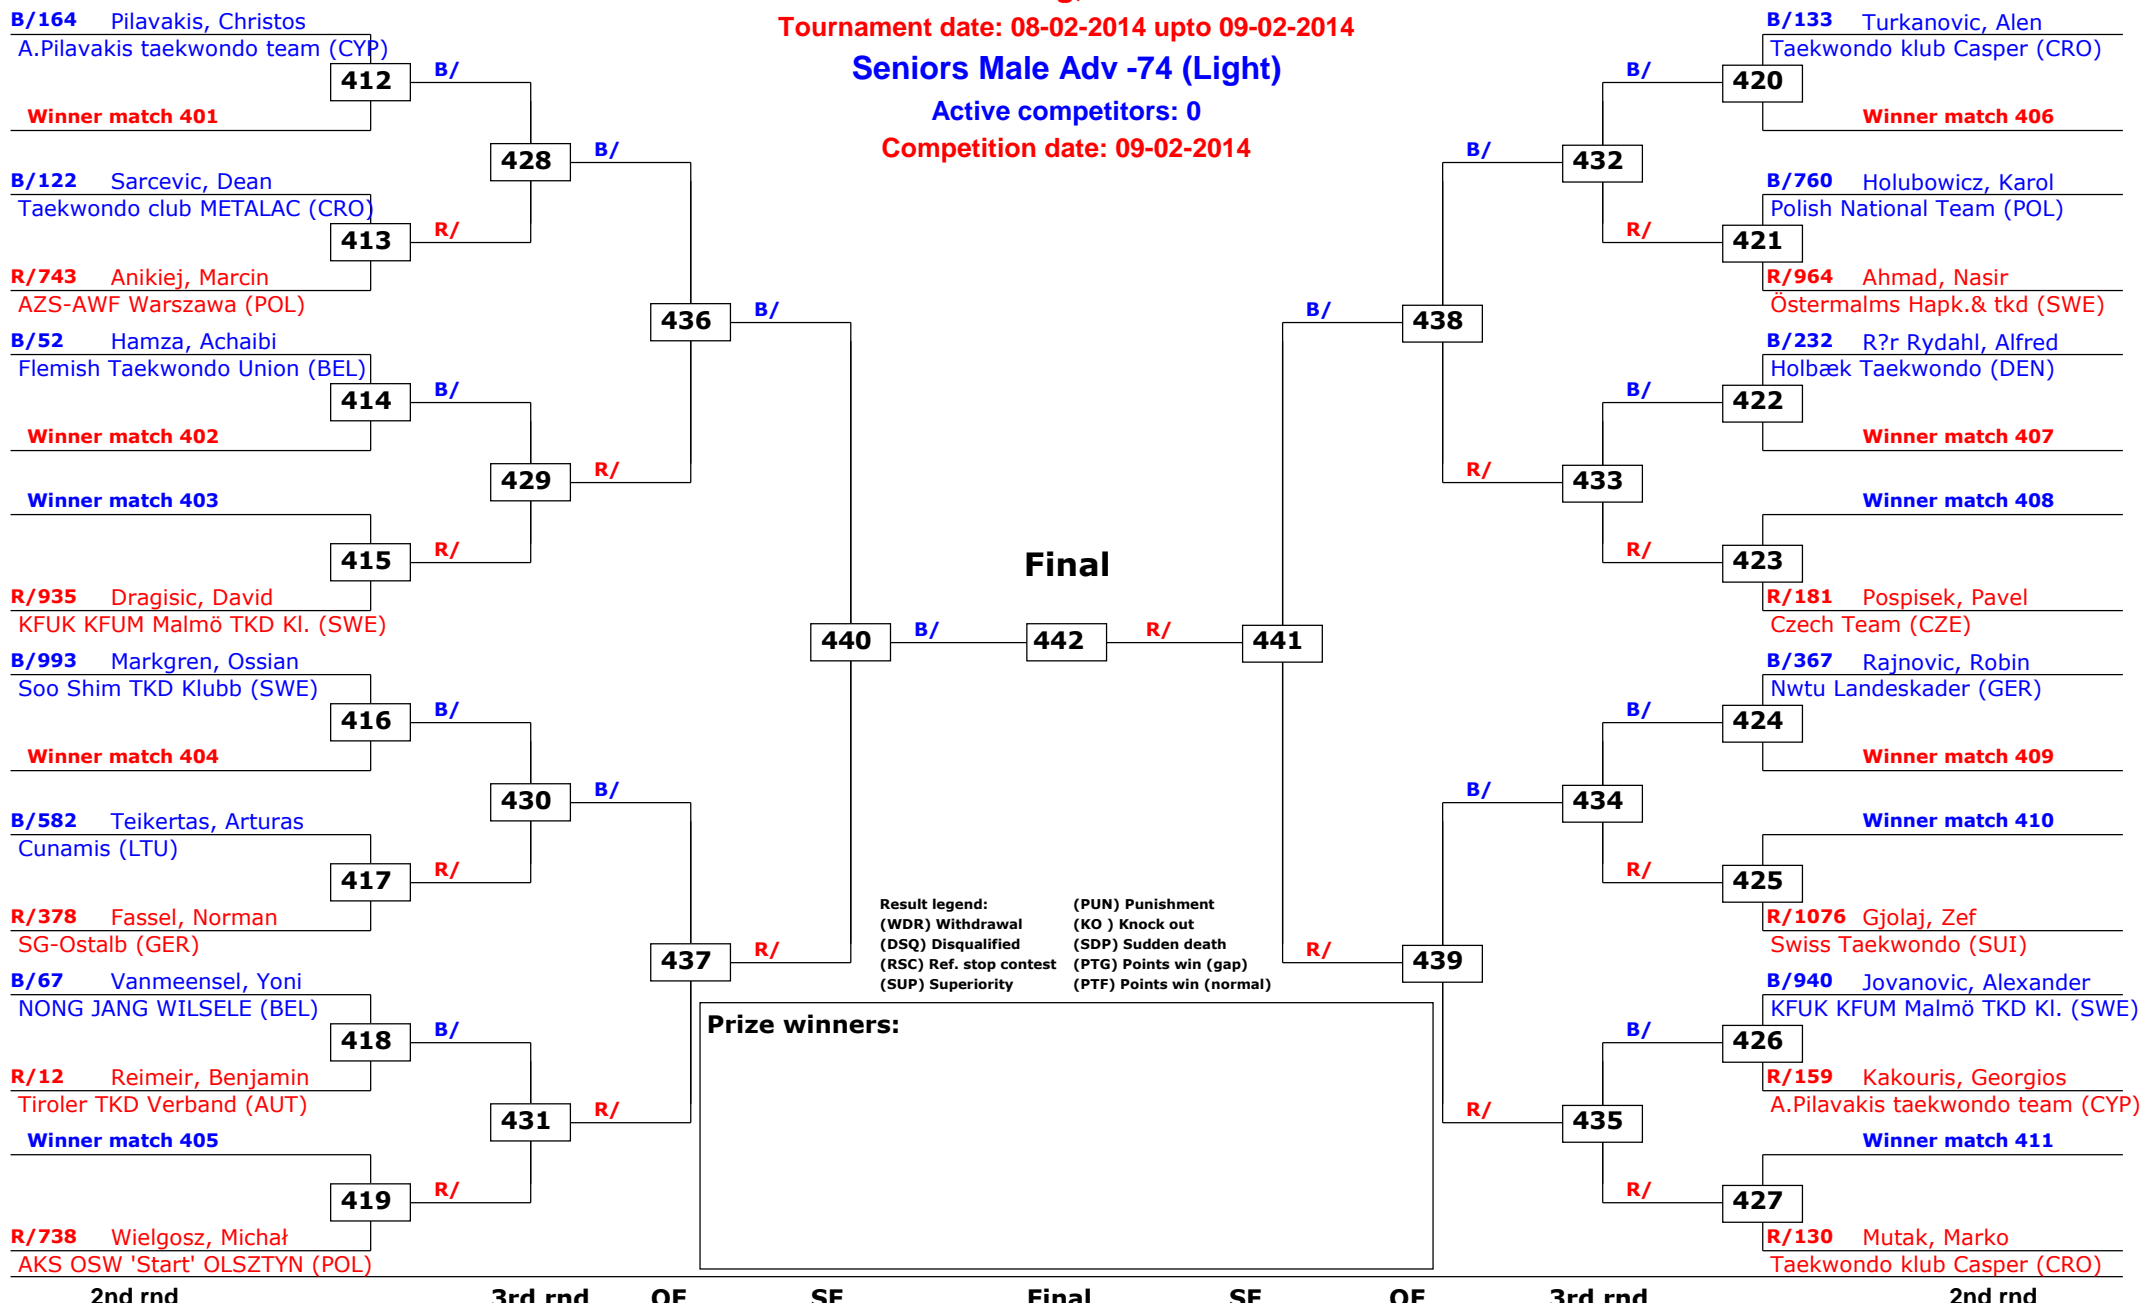 Tournament date: 08-02-2014 upto 09-02-2014
Seniors Male Adv -74 (Light)
Active competitors: 0
Competition date: 09-02-2014
B/164 Pilavakis, Christos
A.Pilavakis taekwondo team (CYP)
412 B/
Winner match 401
428 B/
B/122 Sarcevic, Dean
Taekwondo club METALAC (CRO)
413 R/
R/743 Anikiej, Marcin
AZS-AWF Warszawa (POL)
436 B/
B/52 Hamza, Achaibi
Flemish Taekwondo Union (BEL)
414 B/
Winner match 402
429 R/
Winner match 403
415 R/
R/935 Dragisic, David
KFUK KFUM Malmö TKD Kl. (SWE)
440 B/
B/993 Markgren, Ossian
Soo Shim TKD Klubb (SWE)
416 B/
Winner match 404
430 B/
B/582 Teikertas, Arturas
Cunamis (LTU)
417 R/
R/378 Fassel, Norman
SG-Ostalb (GER)
437 R/
B/67 Vanmeensel, Yoni
NONG JANG WILSELE (BEL)
418 B/
R/12 Reimeir, Benjamin
Tiroler TKD Verband (AUT)
431 R/
Winner match 405
419 R/
R/738 Wielgosz, Michał
AKS OSW 'Start' OLSZTYN (POL)
Final
442
R/ 441
B/133 Turkanovic, Alen
Taekwondo klub Casper (CRO)
B/ 420
Winner match 406
B/ 432
B/760 Holubowicz, Karol
Polish National Team (POL)
R/ 421
R/964 Ahmad, Nasir
Östermalms Hapk.& tkd (SWE)
B/ 438
B/232 R?r Rydahl, Alfred
Holbæk Taekwondo (DEN)
B/ 422
Winner match 407
R/ 433
Winner match 408
R/ 423
R/181 Pospisek, Pavel
Czech Team (CZE)
B/367 Rajnovic, Robin
Nwtu Landeskader (GER)
B/ 424
Winner match 409
B/ 434
Winner match 410
R/ 425
R/1076 Gjolaj, Zef
Swiss Taekwondo (SUI)
R/ 439
B/940 Jovanovic, Alexander
KFUK KFUM Malmö TKD Kl. (SWE)
B/ 426
R/159 Kakouris, Georgios
A.Pilavakis taekwondo team (CYP)
R/ 435
Winner match 411
R/ 427
R/130 Mutak, Marko
Taekwondo klub Casper (CRO)
Result legend: (PUN) Punishment
(WDR) Withdrawal (KO ) Knock out
(DSQ) Disqualified (SDP) Sudden death
(RSC) Ref. stop contest (PTG) Points win (gap)
(SUP) Superiority (PTF) Points win (normal)
Prize winners:
2nd rnd 3rd rnd QF SF Final SF QF 3rd rnd 2nd rnd